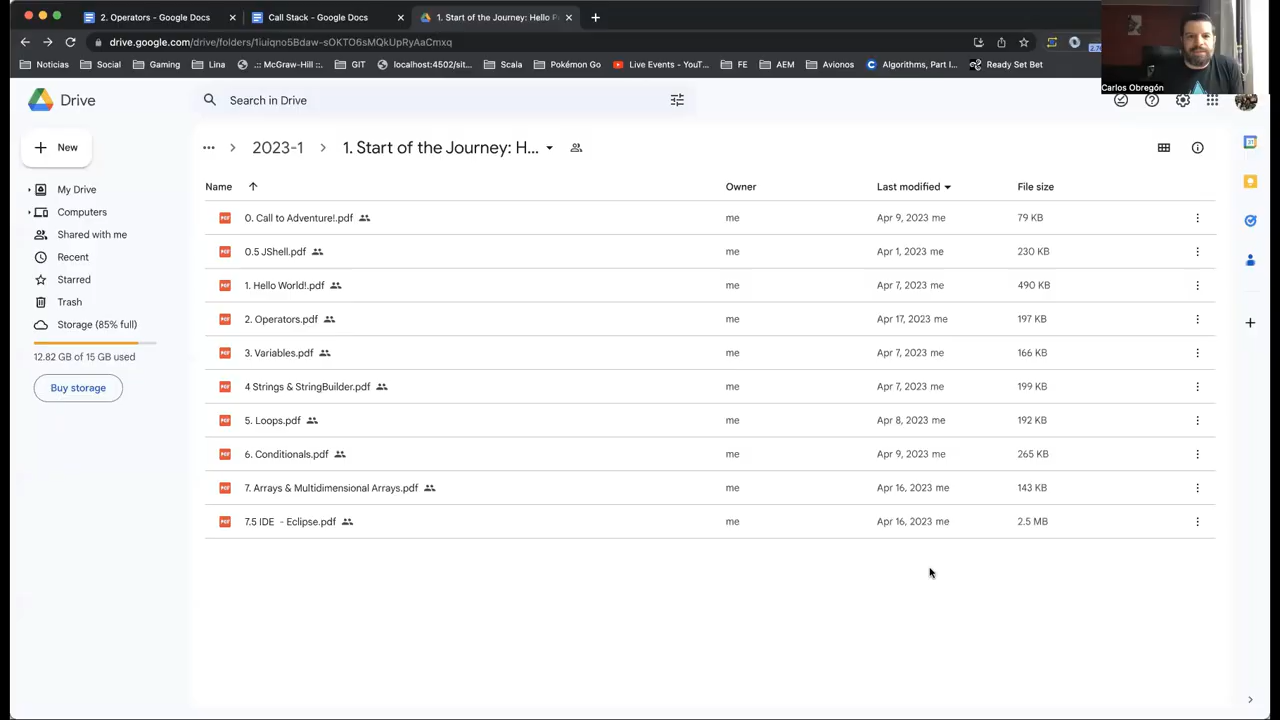 2. Operators - Google Docs
Call Stack - Google Docs
1. Start of the Journey: Hello P
drive.google.com/drive/folders/1iuiqno5Bdaw-sOKTO6sMQkUpRyAaCmxq
Noticias
Social
Gaming
Lina
.:: McGraw-Hill ::.
GIT
localhost:4502/sit...
Scala
Pokémon Go
Live Events - YouT...
FE
AEM
Avionos
Algorithms, Part I...
Ready Set Bet
Carlos Obregón
Drive
Search in Drive
New
... 2023-1 1. Start of the Journey: H...
Name
Owner
Last modified
File size
My Drive
Computers
Shared with me
Recent
Starred
Trash
Storage (85% full)
12.82 GB of 15 GB used
Buy storage
0. Call to Adventure!.pdf me Apr 9, 2023 me 79 KB
0.5 JShell.pdf me Apr 1, 2023 me 230 KB
1. Hello World!.pdf me Apr 7, 2023 me 490 KB
2. Operators.pdf me Apr 17, 2023 me 197 KB
3. Variables.pdf me Apr 7, 2023 me 166 KB
4 Strings & StringBuilder.pdf me Apr 7, 2023 me 199 KB
5. Loops.pdf me Apr 8, 2023 me 192 KB
6. Conditionals.pdf me Apr 9, 2023 me 265 KB
7. Arrays & Multidimensional Arrays.pdf me Apr 16, 2023 me 143 KB
7.5 IDE - Eclipse.pdf me Apr 16, 2023 me 2.5 MB